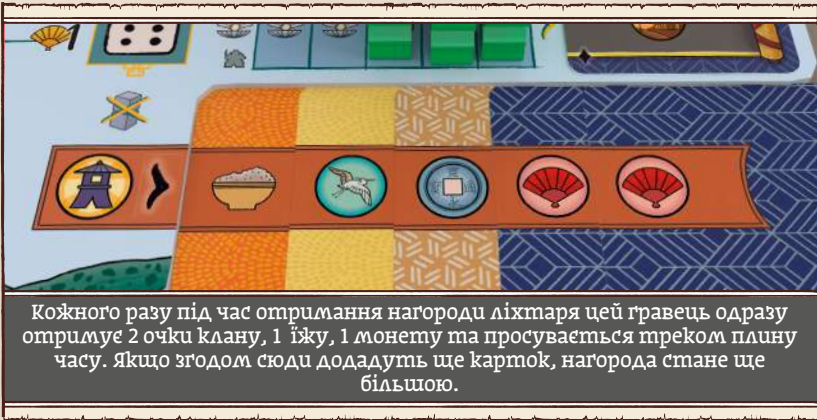 1
Кожного разу під час отримання нагороди ліхтаря цей гравець одразу
отримує 2 очки клану, 1 їжу, 1 монету та просувається треком плину
часу. Якщо згодом сюди додадуть ще карток, нагорода стане ще
більшою.